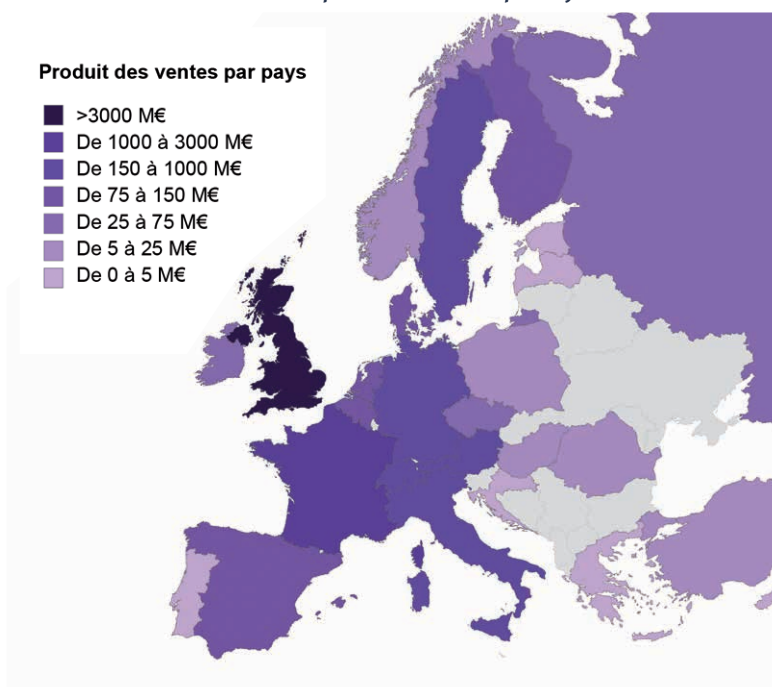 Produit des ventes par pays
>3000 M€
De 1000 à 3000 M€
De 150 à 1000 M€
De 75 à 150 M€
De 25 à 75 M€
De 5 à 25 M€
De 0 à 5 M€